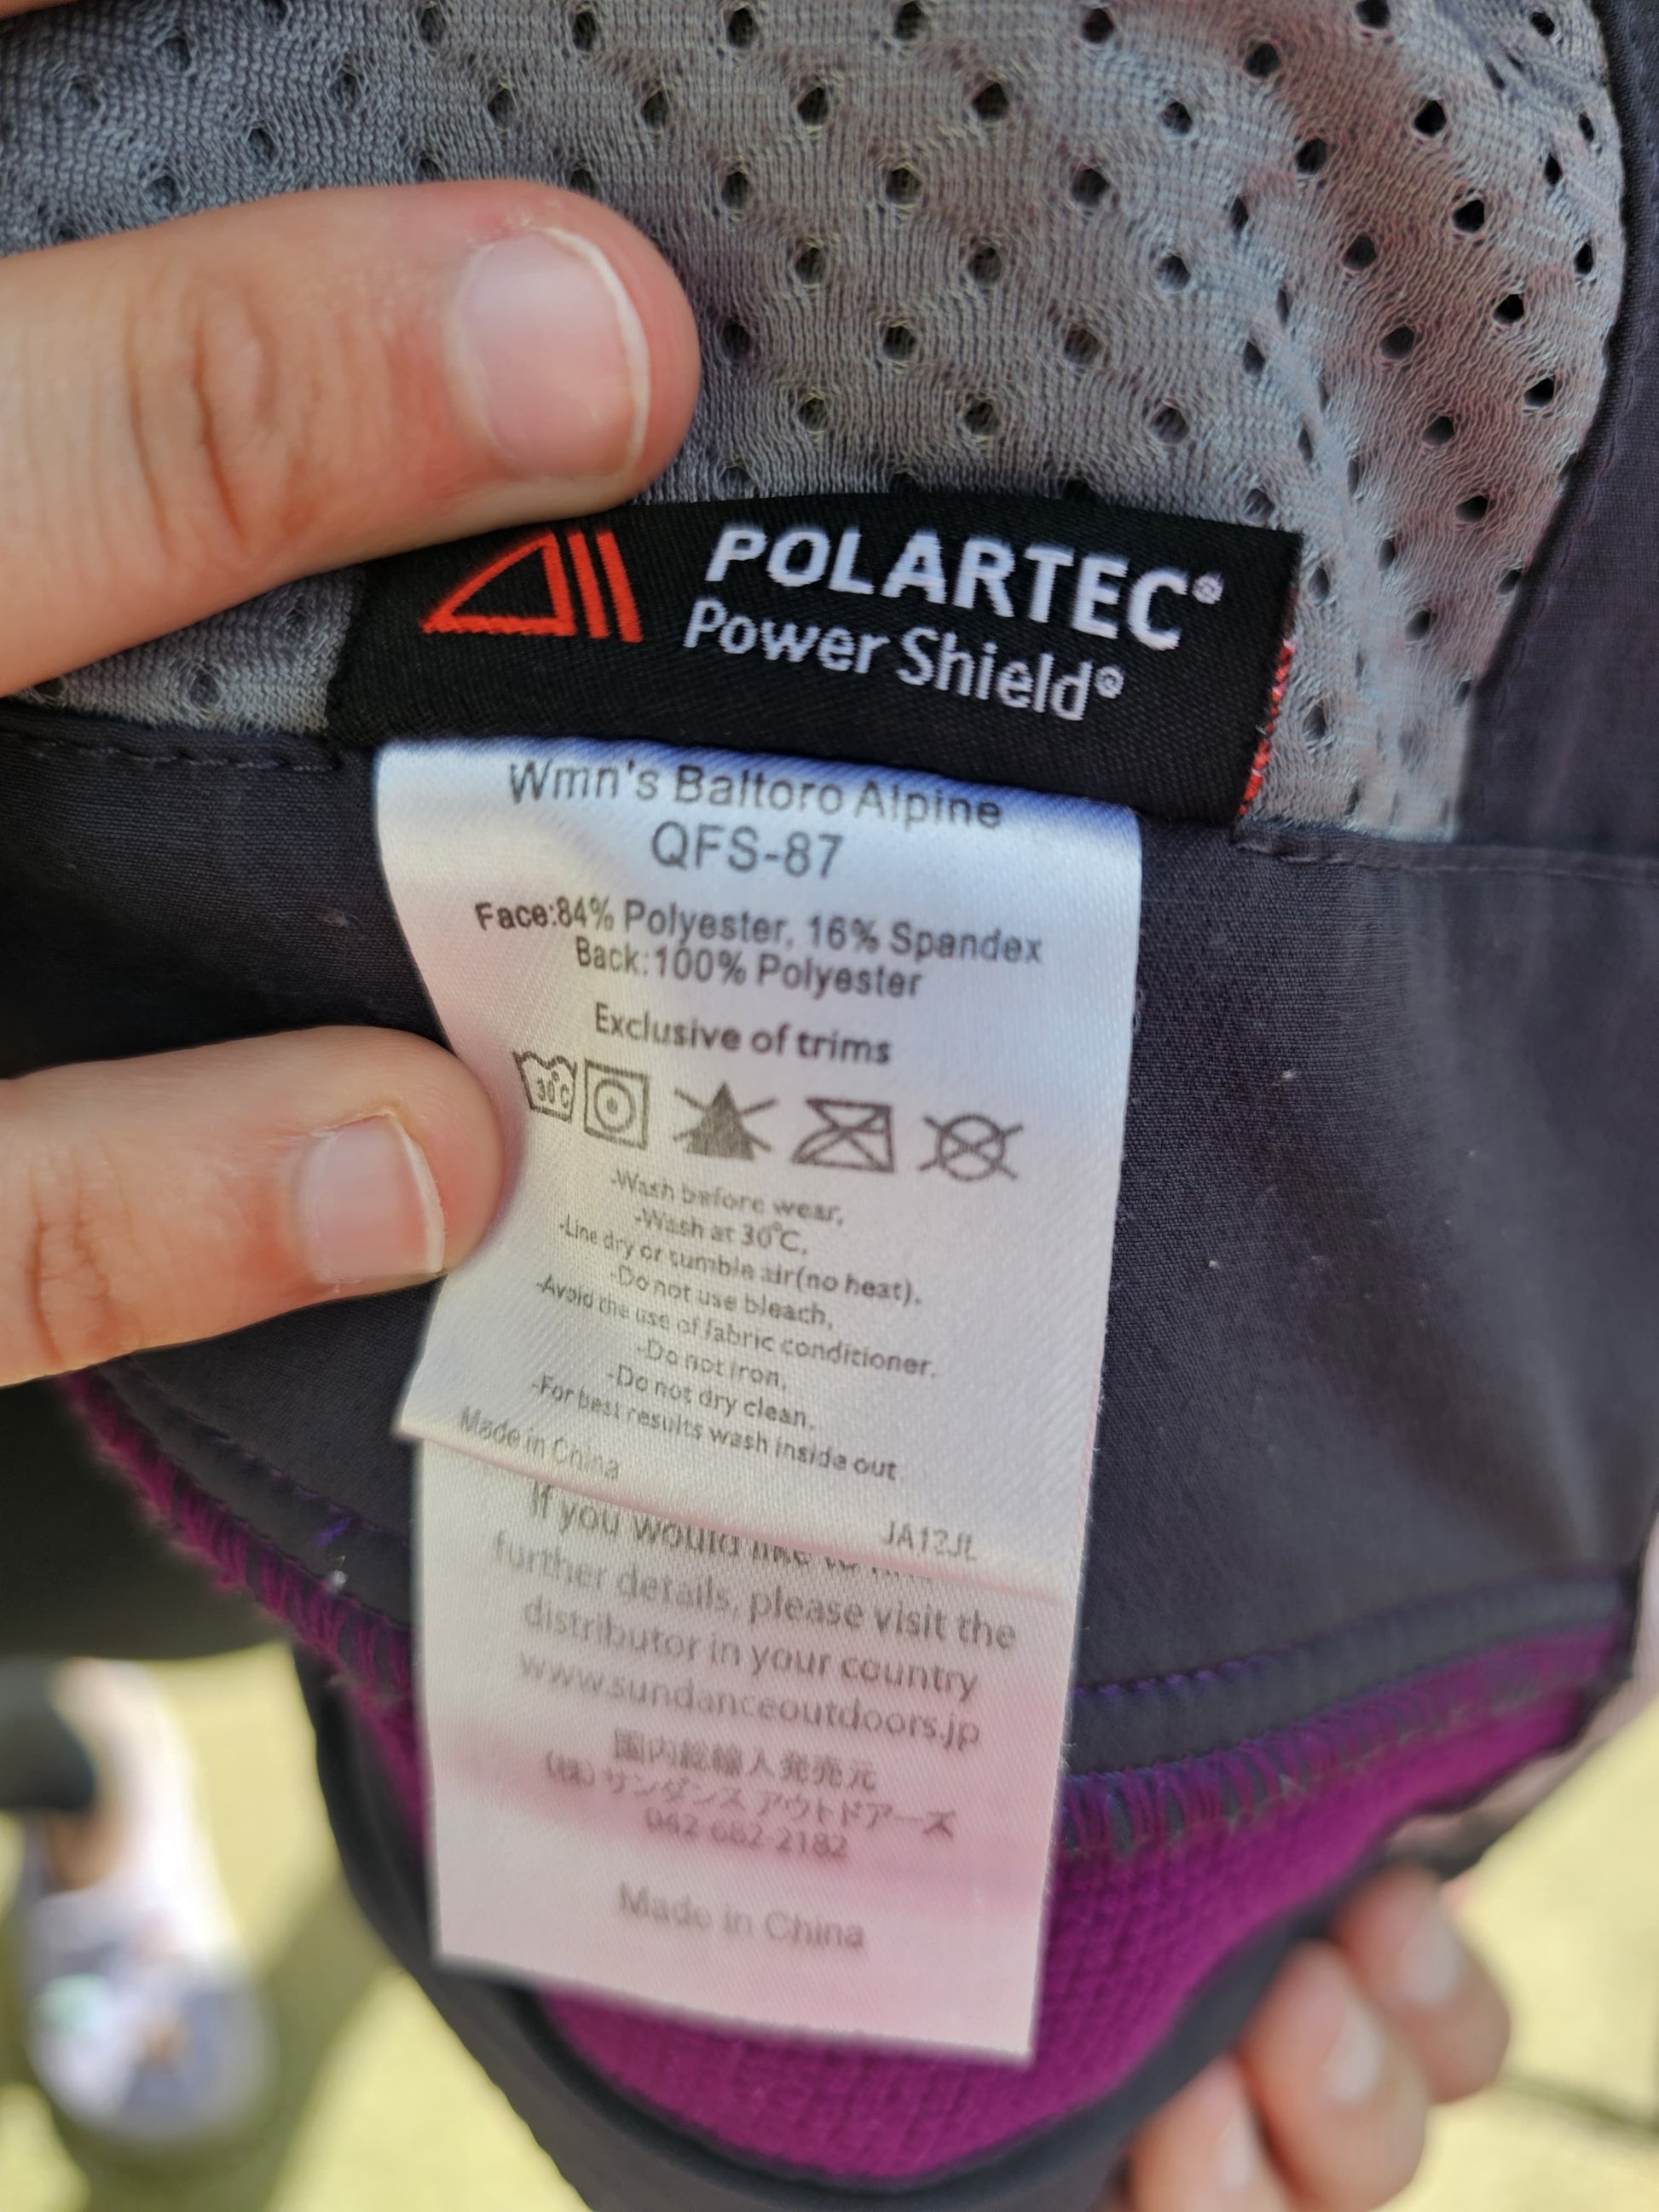 POLARTEC®
Power Shield®
Wmn's Baltoro Alpine
QFS-87
Face:84% Polyester, 16% Spandex
Back:100% Polyester
Exclusive of trims
30°C
-Wash before wear,
-Wash at 30°C,
-Line dry or tumble air(no heat),
-Do not use bleach,
-Avoid the use of fabric conditioner.
-Do not iron,
-Do not dry clean,
-For best results wash inside out
Made in China
JA12JL
If you would like to
further details, please visit the
distributor in your country
www.sundanceoutdoors.jp
国内総輸入発売元
(株)サンダンス アウトドアーズ
042-682-2182
Made in China